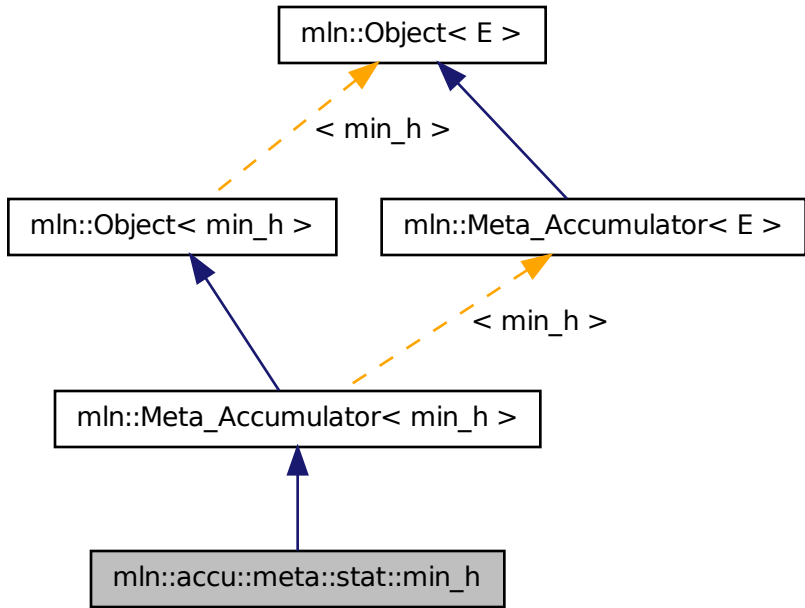 mln::Object< E >
< min_h >
mln::Object< min_h >
mln::Meta_Accumulator< E >
< min_h >
mln::Meta_Accumulator< min_h >
mln::accu::meta::stat::min_h